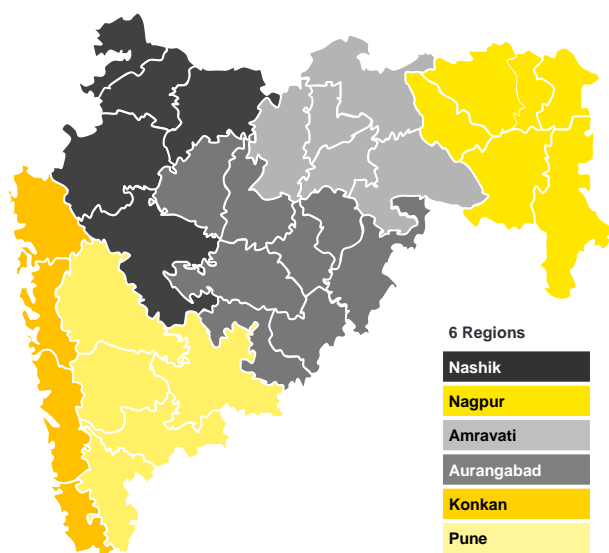 6 Regions
Nashik
Nagpur
Amravati
Aurangabad
Konkan
Pune